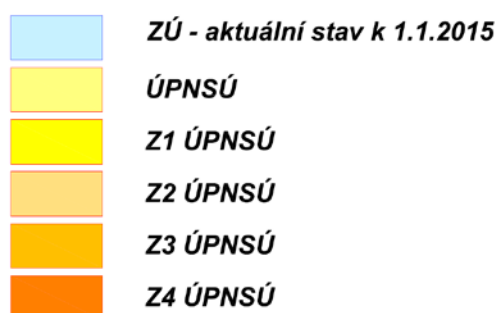 ZÚ - aktuální stav k 1.1.2015
ÚPNSÚ
Z1 ÚPNSÚ
Z2 ÚPNSÚ
Z3 ÚPNSÚ
Z4 ÚPNSÚ